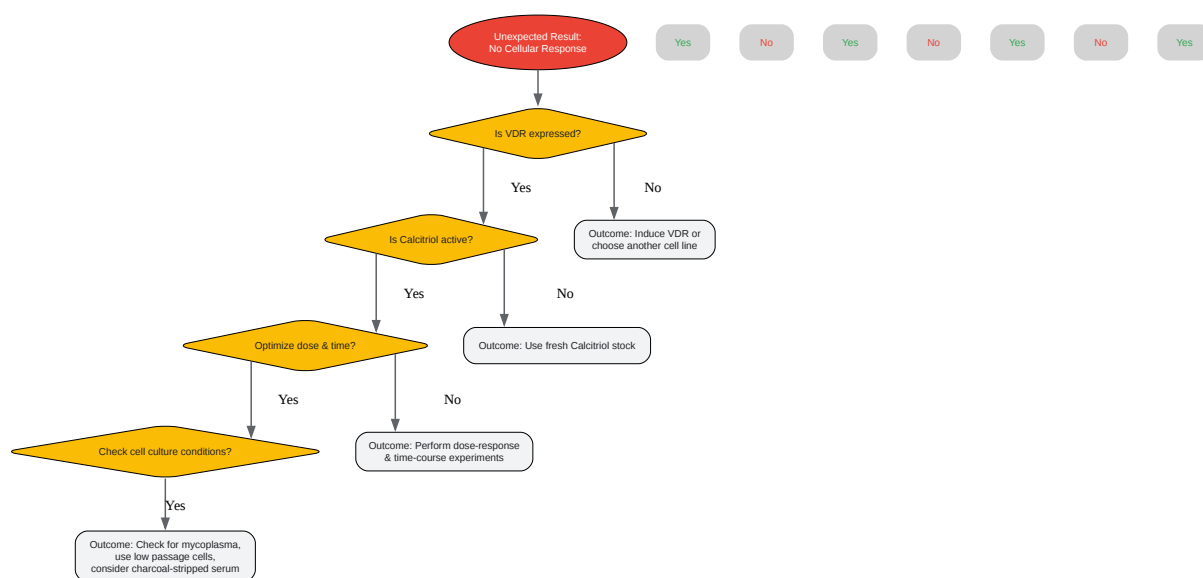 Unexpected Result:
No Cellular Response
Yes
No
Yes
No
Yes
No
Yes
Is VDR expressed?
Yes
No
Outcome: Induce VDR or
choose another cell line
Is Calcitriol active?
Yes
No
Outcome: Use fresh Calcitriol stock
Optimize dose & time?
Yes
No
Outcome: Perform dose-response
& time-course experiments
Check cell culture conditions?
Yes
Outcome: Check for mycoplasma,
use low passage cells,
consider charcoal-stripped serum